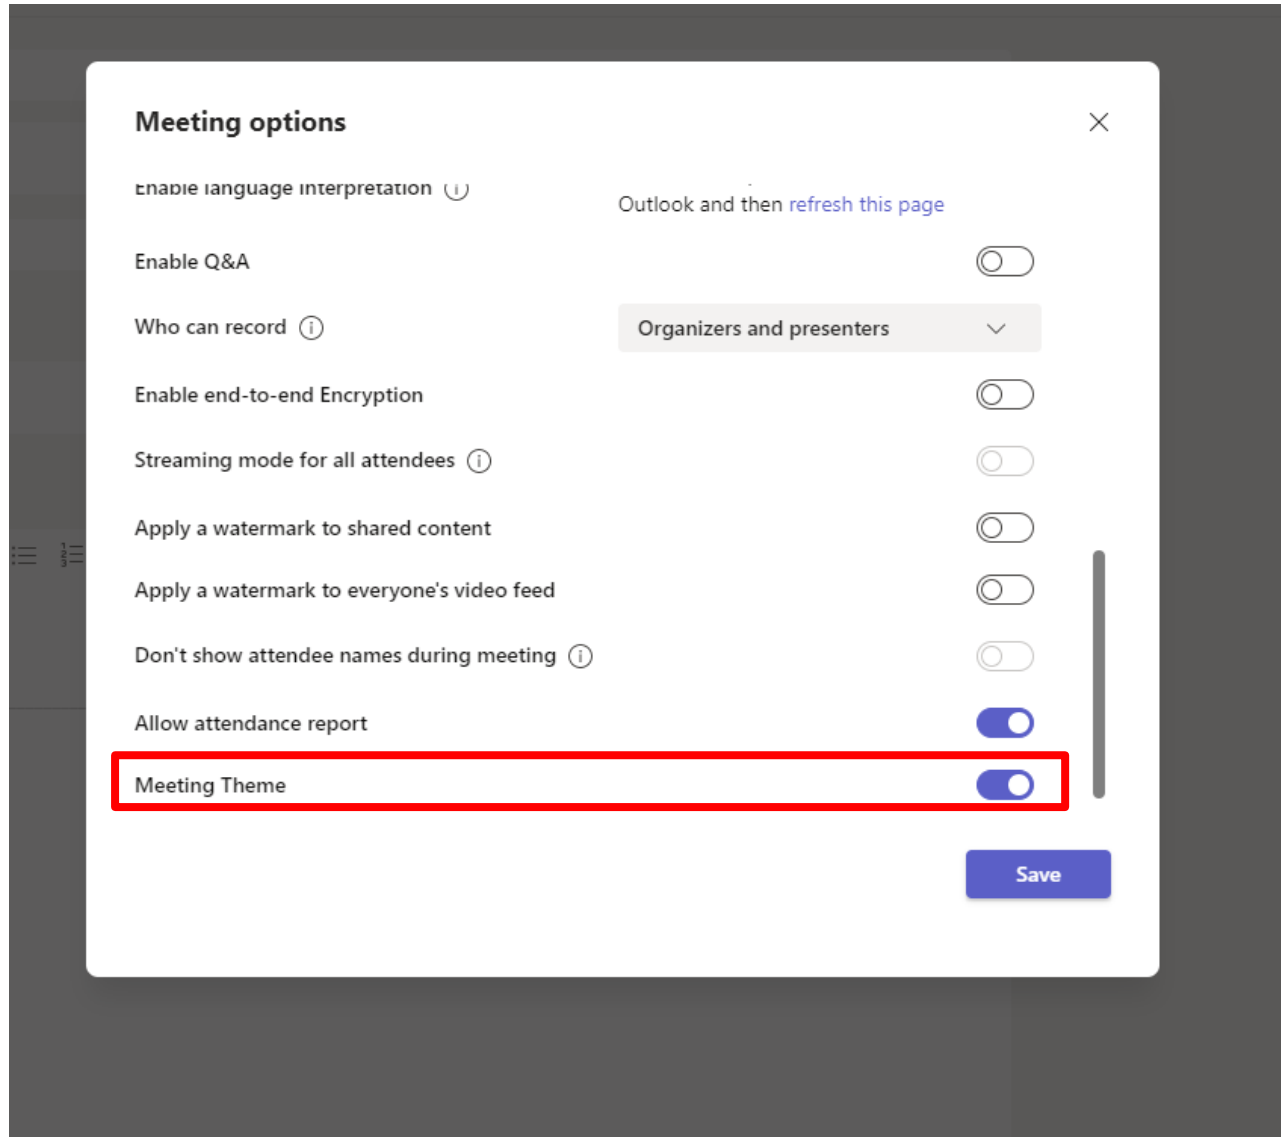 Meeting options
Enable language interpretation
Outlook and then refresh this page
Enable Q&A
Who can record
Organizers and presenters
Enable end-to-end Encryption
Streaming mode for all attendees
Apply a watermark to shared content
Apply a watermark to everyone's video feed
Don't show attendee names during meeting
Allow attendance report
Meeting Theme
Save